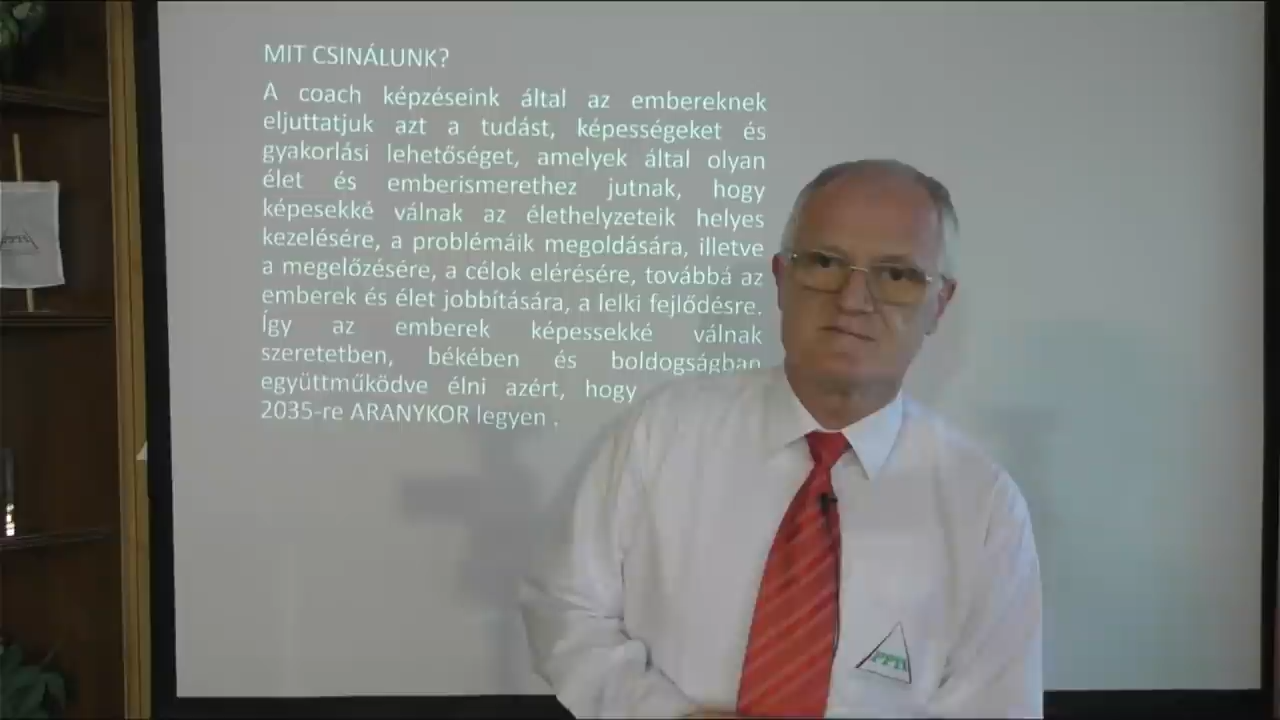 MIT CSINÁLUNK?
A coach képzéseink által az embereknek
eljuttatjuk azt a tudást, képességeket és
gyakorlási lehetőséget, amelyek által olyan
élet és emberismerethez jutnak, hogy
képesekké válnak az élethelyzeteik helyes
kezelésére, a problémáik megoldására, illetve
a megelőzésére, a célok elérésére, továbbá az
emberek és élet jobbítására, a lelki fejlődésre.
Így az emberek képessekké válnak
szeretetben, békében és boldogságban
együttműködve élni azért, hogy
2035-re ARANYKOR legyen .